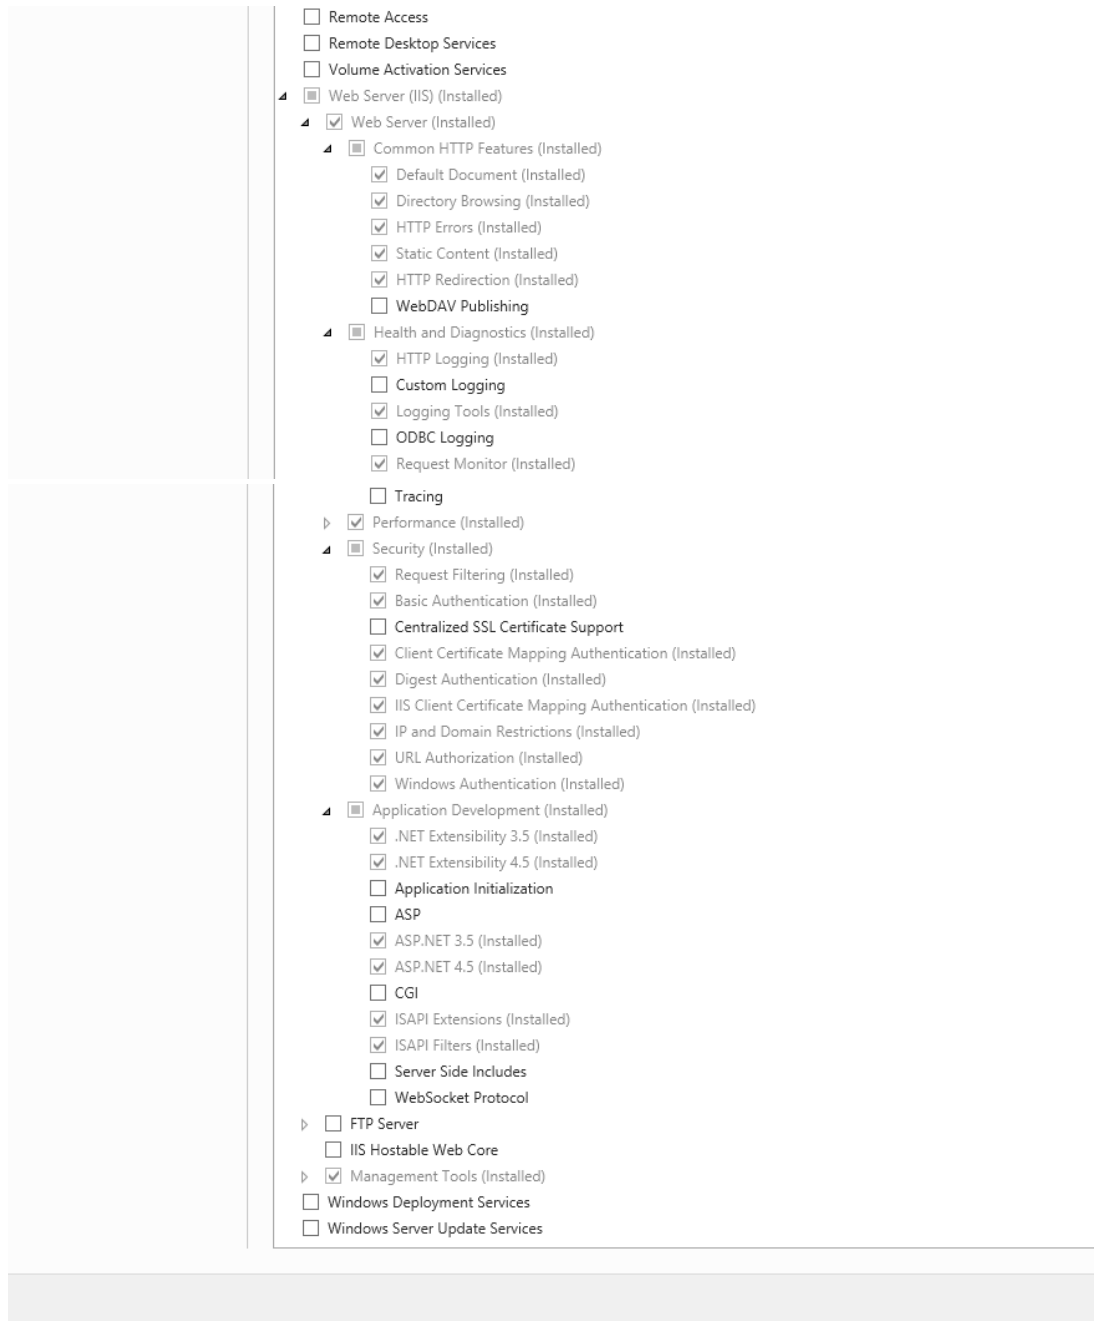 Remote Access
Remote Desktop Services
Volume Activation Services
Web Server (IIS) (Installed)
Web Server (Installed)
Common HTTP Features (Installed)
Default Document (Installed)
Directory Browsing (Installed)
HTTP Errors (Installed)
Static Content (Installed)
HTTP Redirection (Installed)
WebDAV Publishing
Health and Diagnostics (Installed)
HTTP Logging (Installed)
Custom Logging
Logging Tools (Installed)
ODBC Logging
Request Monitor (Installed)
Tracing
Performance (Installed)
Security (Installed)
Request Filtering (Installed)
Basic Authentication (Installed)
Centralized SSL Certificate Support
Client Certificate Mapping Authentication (Installed)
Digest Authentication (Installed)
IIS Client Certificate Mapping Authentication (Installed)
IP and Domain Restrictions (Installed)
URL Authorization (Installed)
Windows Authentication (Installed)
Application Development (Installed)
.NET Extensibility 3.5 (Installed)
.NET Extensibility 4.5 (Installed)
Application Initialization
ASP
ASP.NET 3.5 (Installed)
ASP.NET 4.5 (Installed)
CGI
ISAPI Extensions (Installed)
ISAPI Filters (Installed)
Server Side Includes
WebSocket Protocol
FTP Server
IIS Hostable Web Core
Management Tools (Installed)
Windows Deployment Services
Windows Server Update Services